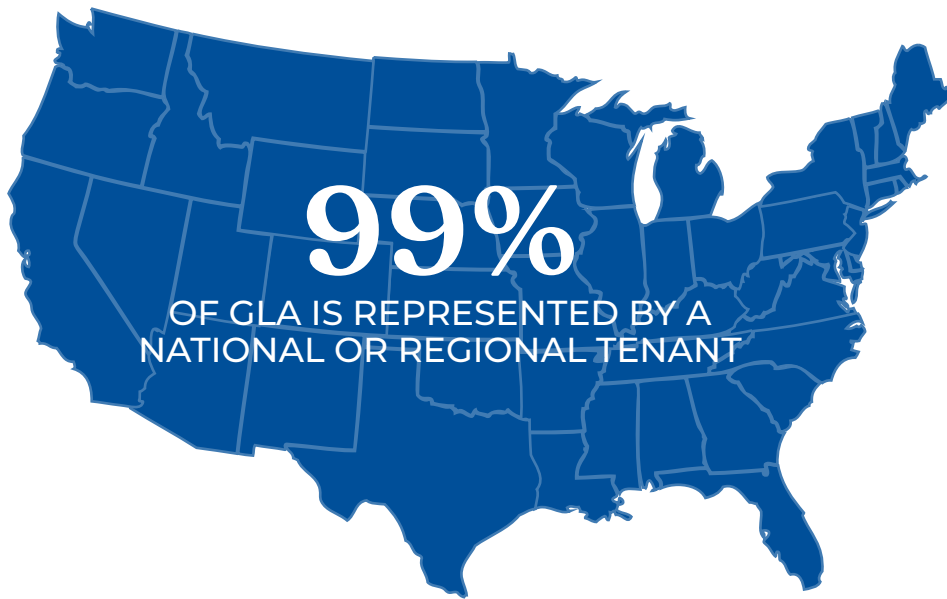 99%
OF GLA IS REPRESENTED BY A
NATIONAL OR REGIONAL TENANT